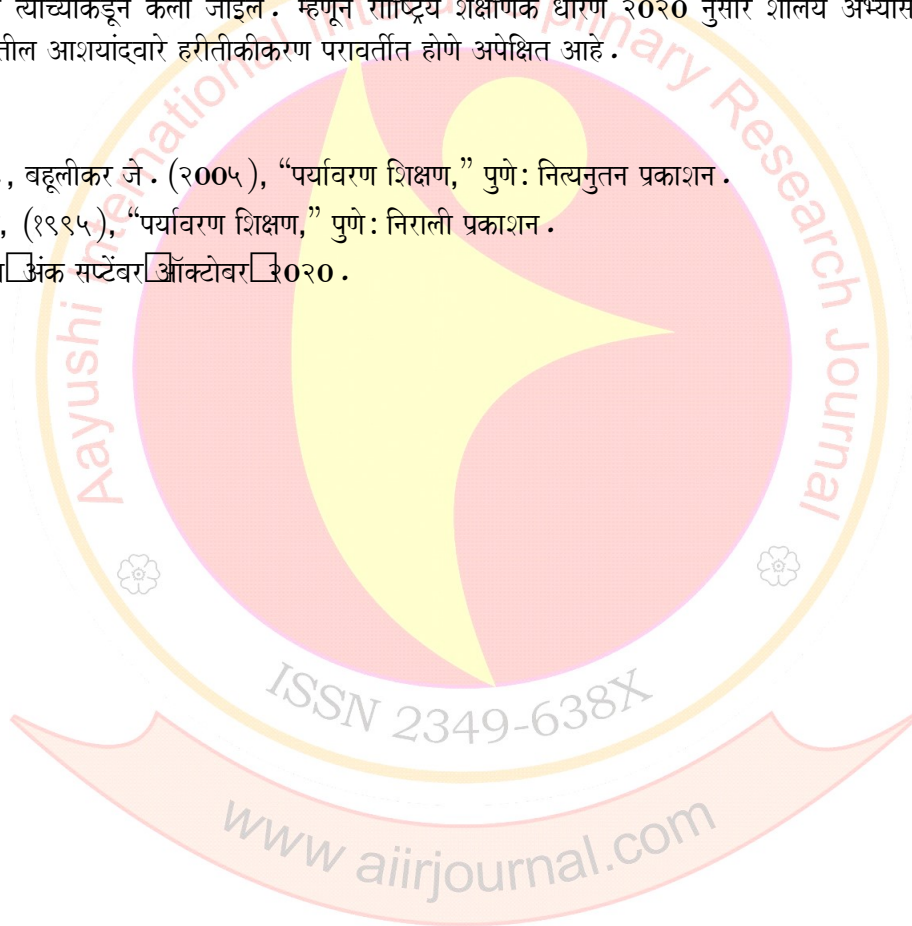 त्यांच्याकडून केली जाईल. म्हणून राष्ट्रिय शैक्षणिक धोरण २०२० नुसार शालेय अभ्यास
तील आशयांद्वारे हरीतीकीकरण परावर्तीत होणे अपेक्षित आहे.
, बहूलीकर जे. (२००५), “पर्यावरण शिक्षण,” पुणे: नित्यनुतन प्रकाशन.
, (१९९५), “पर्यावरण शिक्षण,” पुणे: निराली प्रकाशन.
अंक सप्टेंबर ऑक्टोबर २०२०.
Aayushi International Interdisciplinary Research Journal
ISSN 2349-638X
www aiirjournal.com